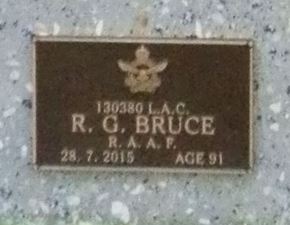 130380 L.A.C.
R. G. BRUCE
R. A. A. F.
28. 7. 2015 AGE 91